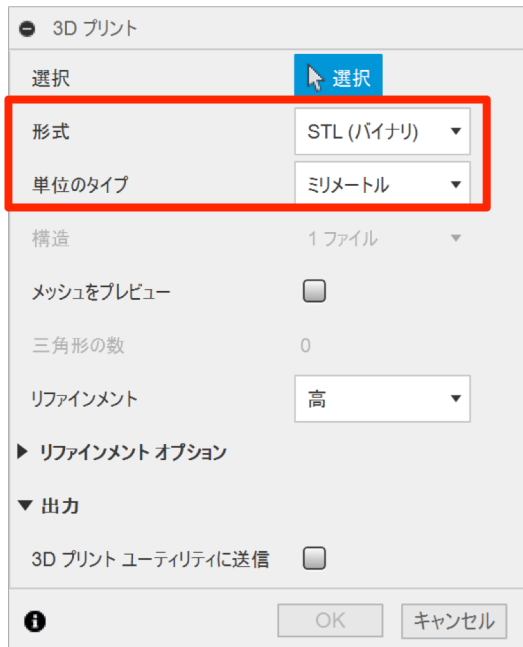 3D プリント
選択 選択
形式 STL (バイナリ)
単位のタイプ ミリメートル
構造 1 ファイル
メッシュをプレビュー
三角形の数 0
リファインメント 高
リファインメント オプション
出力
3D プリント ユーティリティに送信
OK キャンセル